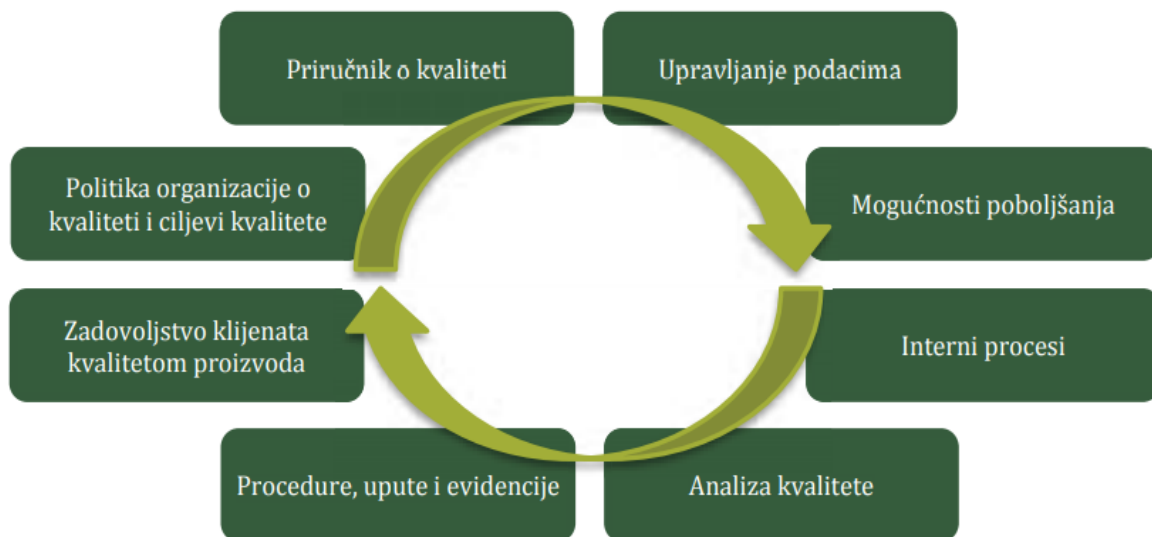 Priručnik o kvaliteti
Upravljanje podacima
Politika organizacije o
kvaliteti i ciljevi kvalitete
Mogućnosti poboljšanja
Zadovoljstvo klijenata
kvalitetom proizvoda
Interni procesi
Procedure, upute i evidencije
Analiza kvalitete